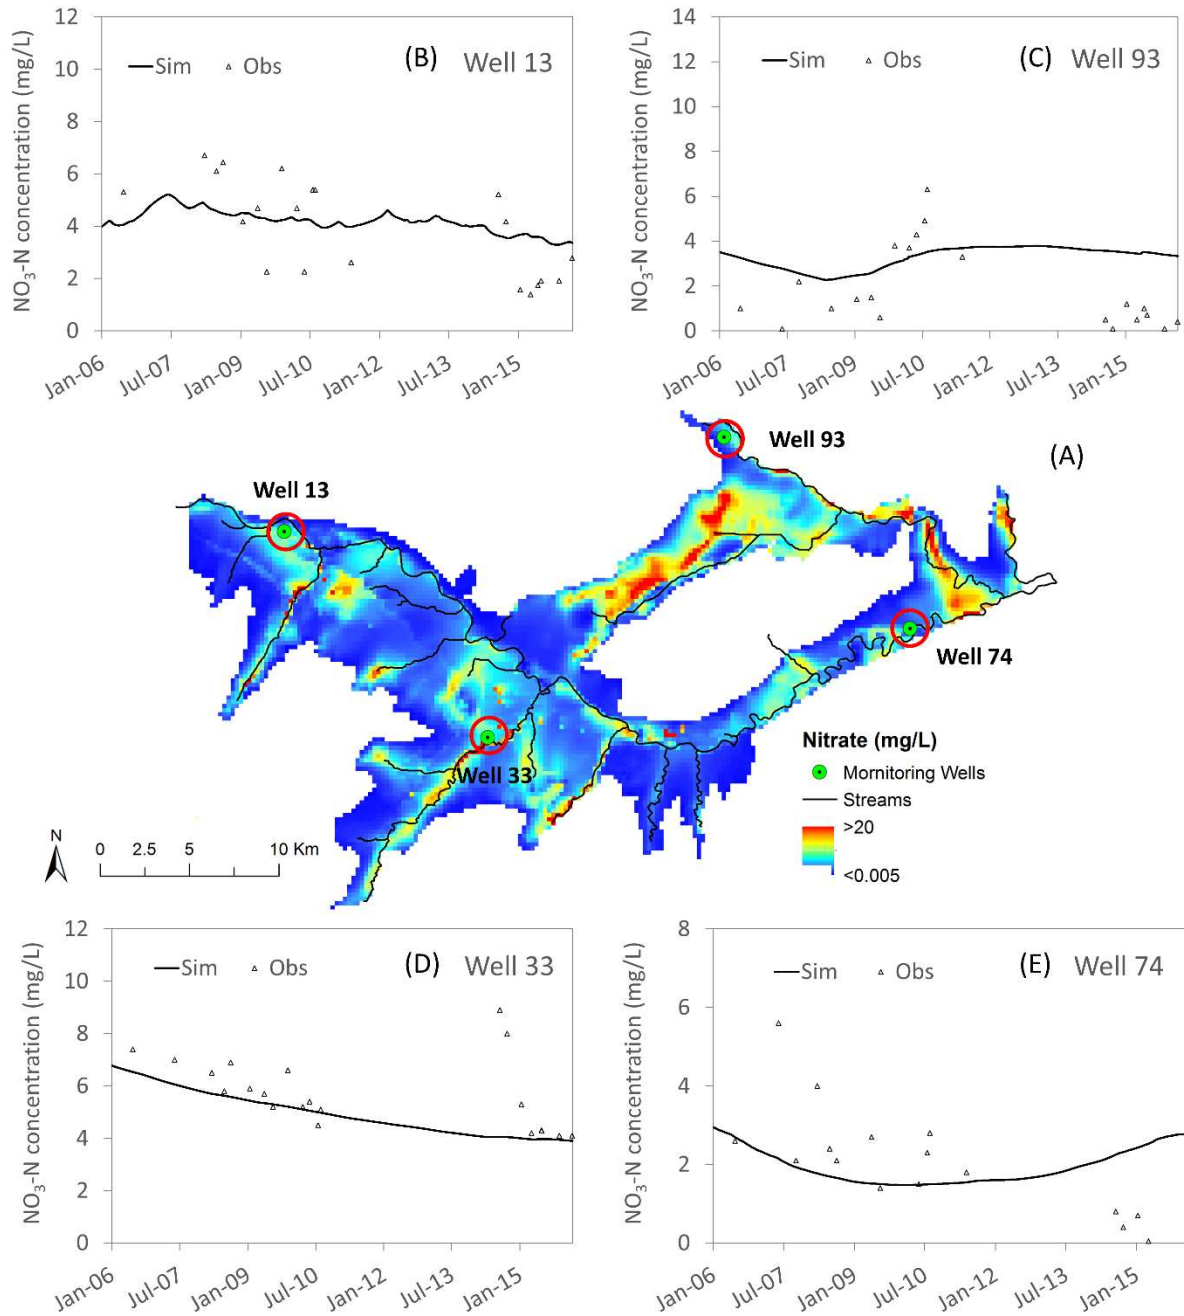 NO3-N concentration (mg/L)
12
10
8
6
4
2
0
Sim
Obs
(B) Well 13
Jan-06
Jul-07
Jan-09
Jul-10
Jan-12
Jul-13
Jan-15
NO3-N concentration (mg/L)
14
12
10
8
6
4
2
0
Sim
Obs
(C) Well 93
Jan-06
Jul-07
Jan-09
Jul-10
Jan-12
Jul-13
Jan-15
(A)
Well 93
Well 13
Well 74
Well 33
Nitrate (mg/L)
Mornitoring Wells
Streams
>20
<0.005
N
0 2.5 5 10 Km
NO3-N concentration (mg/L)
12
10
8
6
4
2
0
Sim
Obs
(D) Well 33
Jan-06
Jul-07
Jan-09
Jul-10
Jan-12
Jul-13
Jan-15
NO3-N concentration (mg/L)
8
6
4
2
0
Sim
Obs
(E) Well 74
Jan-06
Jul-07
Jan-09
Jul-10
Jan-12
Jul-13
Jan-15